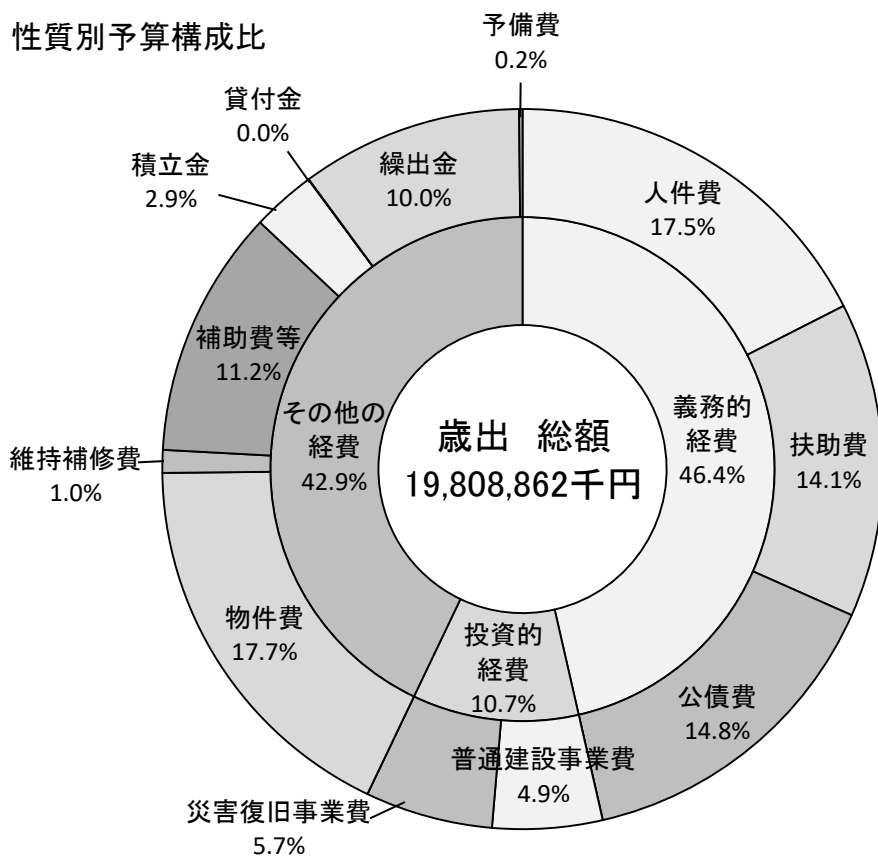 性質別予算構成比
予備費
0.2%
貸付金
0.0%
積立金
2.9%
繰出金
10.0%
人件費
17.5%
補助費等
11.2%
その他の
経費
42.9%
歳出　総額
19,808,862千円
義務的
経費
46.4%
扶助費
14.1%
維持補修費
1.0%
物件費
17.7%
投資的
経費
10.7%
公債費
14.8%
普通建設事業費
4.9%
災害復旧事業費
5.7%